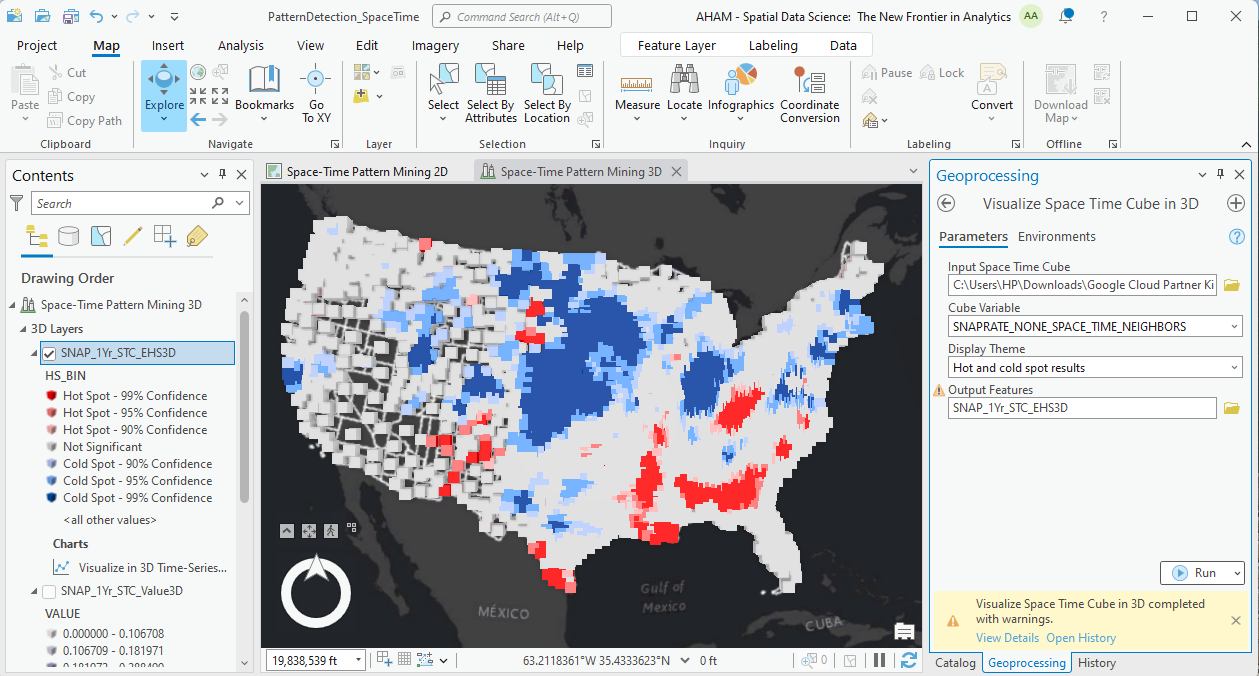 PatternDetection_SpaceTime
Command Search (Alt+Q)
AHAM - Spatial Data Science: The New Frontier in Analytics
AA
?
Project
Map
Insert
Analysis
View
Edit
Imagery
Share
Help
Feature Layer
Labeling
Data
Paste
Cut
Copy
Copy Path
Clipboard
Explore
Bookmarks
Go
To XY
Navigate
Layer
Select
Select By
Attributes
Select By
Location
Selection
Measure
Locate
Infographics
Coordinate
Conversion
Inquiry
Pause
Lock
Convert
Labeling
Download
Map
Offline
Contents
Search
Drawing Order
Space-Time Pattern Mining 3D
3D Layers
SNAP_1Yr_STC_EHS3D
HS_BIN
Hot Spot - 99% Confidence
Hot Spot - 95% Confidence
Hot Spot - 90% Confidence
Not Significant
Cold Spot - 90% Confidence
Cold Spot - 95% Confidence
Cold Spot - 99% Confidence
<all other values>
Charts
Visualize in 3D Time-Series...
SNAP_1Yr_STC_Value3D
VALUE
0.000000 - 0.106708
0.106709 - 0.181971
0.181972 - 0.288400
Space-Time Pattern Mining 2D
Space-Time Pattern Mining 3D
MÉXICO
Gulf of
Mexico
CUBA
19,838,539 ft
63.2118361°W 35.4333623°N
0 ft
0
Geoprocessing
Visualize Space Time Cube in 3D
Parameters
Environments
?
Input Space Time Cube
C:\Users\HP\Downloads\Google Cloud Partner Ki
Cube Variable
SNAPRATE_NONE_SPACE_TIME_NEIGHBORS
Display Theme
Hot and cold spot results
Output Features
SNAP_1Yr_STC_EHS3D
Run
Visualize Space Time Cube in 3D completed
with warnings.
View Details Open History
Catalog
Geoprocessing
History